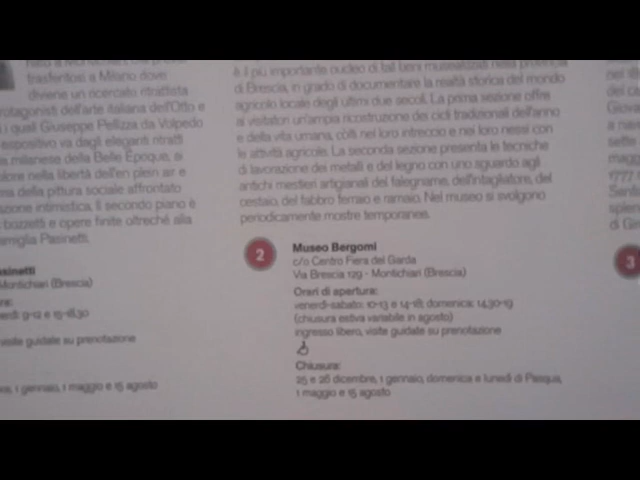 trasferitosi a Milano dove
diviene un ricercato ritrattista
protagonisti dell'arte italiana dell'Otto e
i quali Giuseppe Pellizza da Volpedo
espositivo va dagli eleganti ritratti
milanese della Belle Époque, si
nella libertà dell'en plein air e
della pittura sociale affrontato
intimistica. Il secondo piano è
bozzetti e opere finite oltreché alla
famiglia Pasinetti.
Montichiari (Brescia)
9-12 e 15-18,30
visite guidate su prenotazione
1 gennaio, 1 maggio e 15 agosto
è il più importante nucleo di tali beni musealizzati nella provincia
di Brescia, in grado di documentare la realtà storica del mondo
agricolo locale degli ultimi due secoli. La prima sezione offre
ai visitatori un'ampia ricostruzione dei cicli tradizionali dell'anno
e della vita umana, colti nel loro intreccio e nei loro nessi con
le attività agricole. La seconda sezione presenta le tecniche
di lavorazione dei metalli e del legno con uno sguardo agli
antichi mestieri artigianali del falegname, dell'intagliatore, del
cestaio, del fabbro ferraio e ramaio. Nel museo si svolgono
periodicamente mostre temporanee.
2
Museo Bergomi
c/o Centro Fiera del Garda
Via Brescia 129 - Montichiari (Brescia)
Orari di apertura:
venerdì-sabato: 10-13 e 14-18; domenica: 14,30-19
(chiusura estiva variabile in agosto)
ingresso libero, visite guidate su prenotazione
Chiusura:
25 e 26 dicembre, 1 gennaio, domenica e lunedì di Pasqua,
1 maggio e 15 agosto
sette
1777
di Gi
3